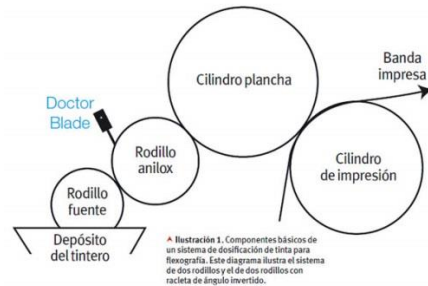 Cilindro plancha
Banda
impresa
Doctor
Blade
Rodillo
anilox
Cilindro
de impresión
Rodillo
fuente
Depósito
del tintero
Ilustración 1. Componentes básicos de
un sistema de dosificación de tinta para
flexografía. Este diagrama ilustra el sistema
de dos rodillos y el de dos rodillos con
racleta de ángulo invertido.